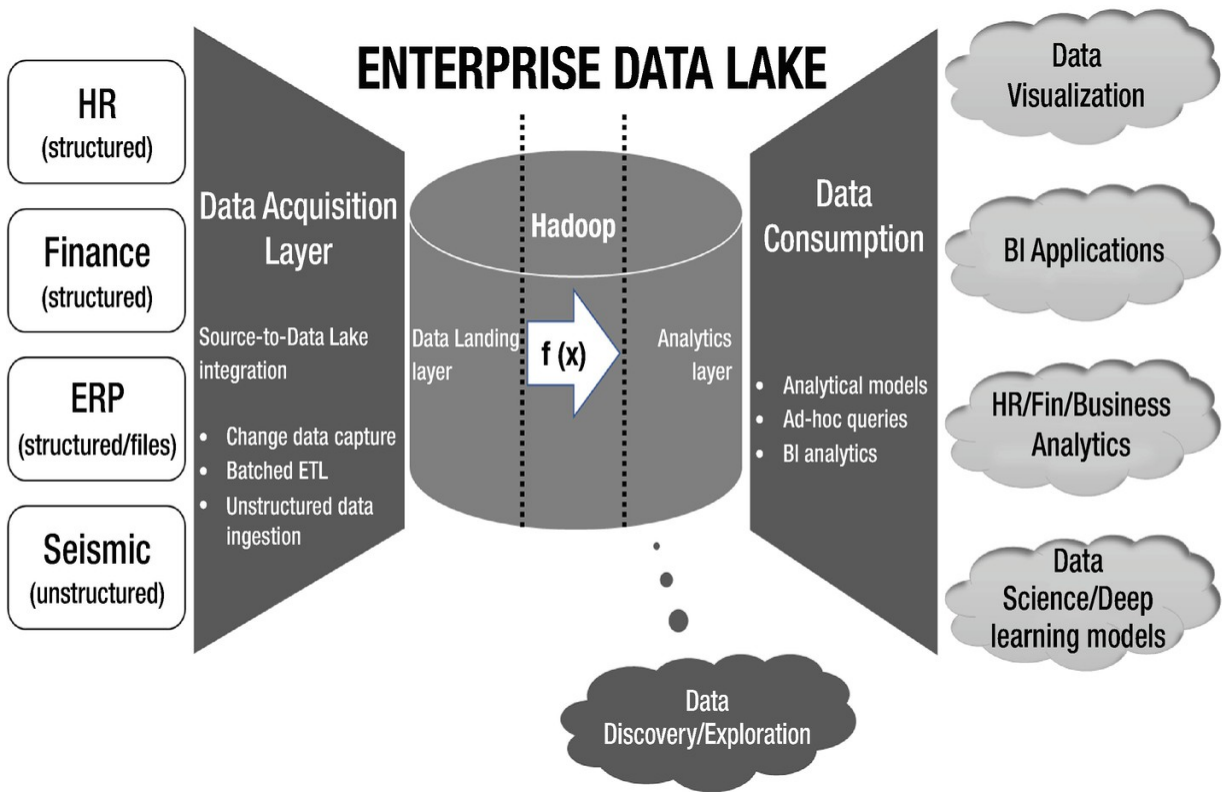 ENTERPRISE DATA LAKE
HR
(structured)
Finance
(structured)
ERP
(structured/files)
Seismic
(unstructured)
Data Acquisition
Layer
Source-to-Data Lake
integration
• Change data capture
• Batched ETL
• Unstructured data
ingestion
Hadoop
Data Landing
layer
f (x)
Analytics
layer
Data
Consumption
• Analytical models
• Ad-hoc queries
• BI analytics
Data
Visualization
BI Applications
HR/Fin/Business
Analytics
Data
Science/Deep
learning models
Data
Discovery/Exploration